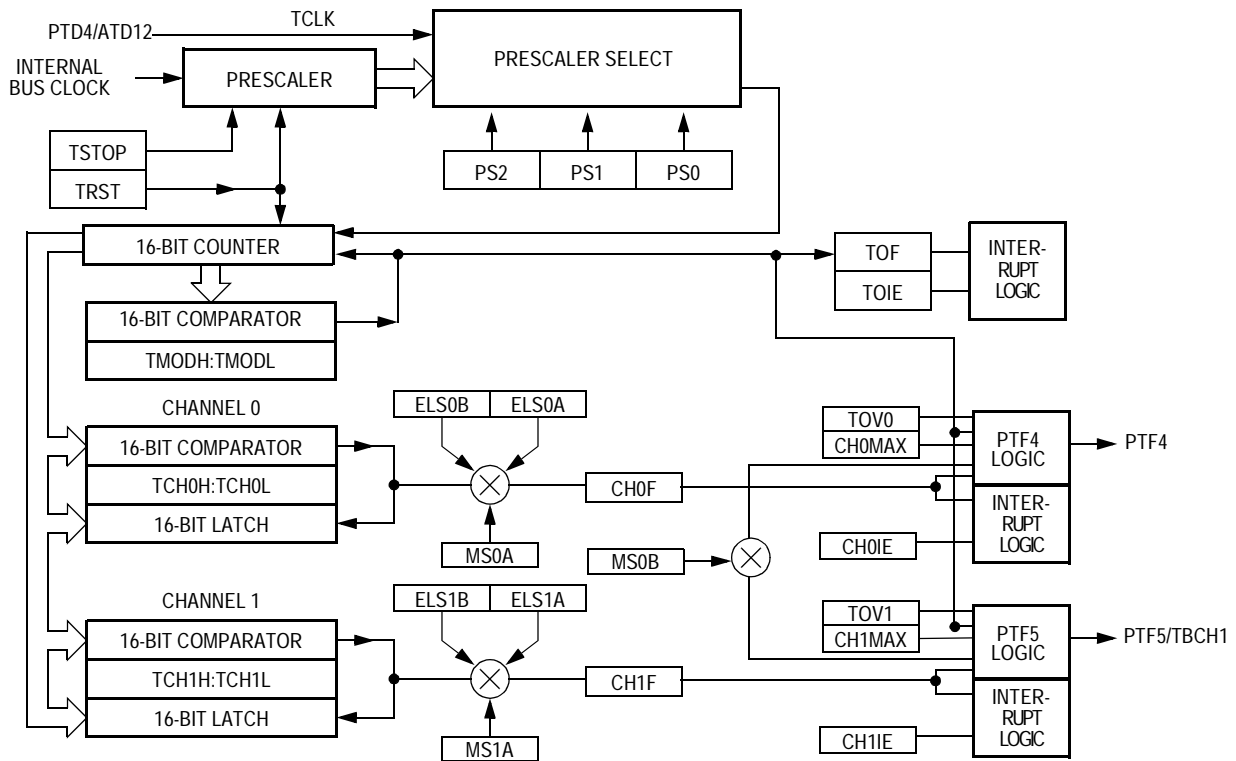 PTD4/ATD12
TCLK
INTERNAL
BUS CLOCK
PRESCALER
PRESCALER SELECT
TSTOP
TRST
PS2
PS1
PS0
16-BIT COUNTER
16-BIT COMPARATOR
TMODH:TMODL
TOF
TOIE
INTER-
RUPT
LOGIC
CHANNEL 0
16-BIT COMPARATOR
TCH0H:TCH0L
16-BIT LATCH
ELS0B
ELS0A
MS0A
CH0F
MS0B
TOV0
CH0MAX
CH0IE
PTF4
LOGIC
INTER-
RUPT
LOGIC
PTF4
CHANNEL 1
16-BIT COMPARATOR
TCH1H:TCH1L
16-BIT LATCH
ELS1B
ELS1A
MS1A
CH1F
TOV1
CH1MAX
CH1IE
PTF5
LOGIC
INTER-
RUPT
LOGIC
PTF5/TBCH1